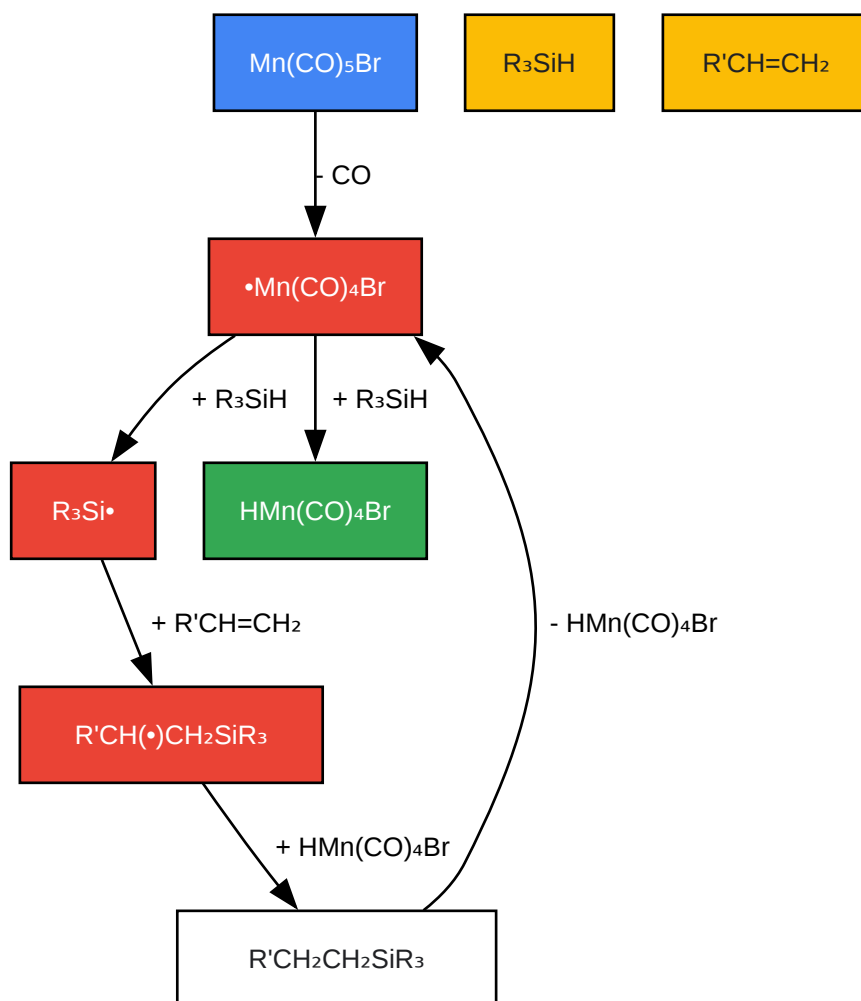 Mn(CO)₅Br
R₃SiH
R'CH=CH₂
- CO
•Mn(CO)₄Br
+ R₃SiH
+ R₃SiH
R₃Si•
HMn(CO)₄Br
+ R'CH=CH₂
- HMn(CO)₄Br
R'CH(•)CH₂SiR₃
+ HMn(CO)₄Br
R'CH₂CH₂SiR₃